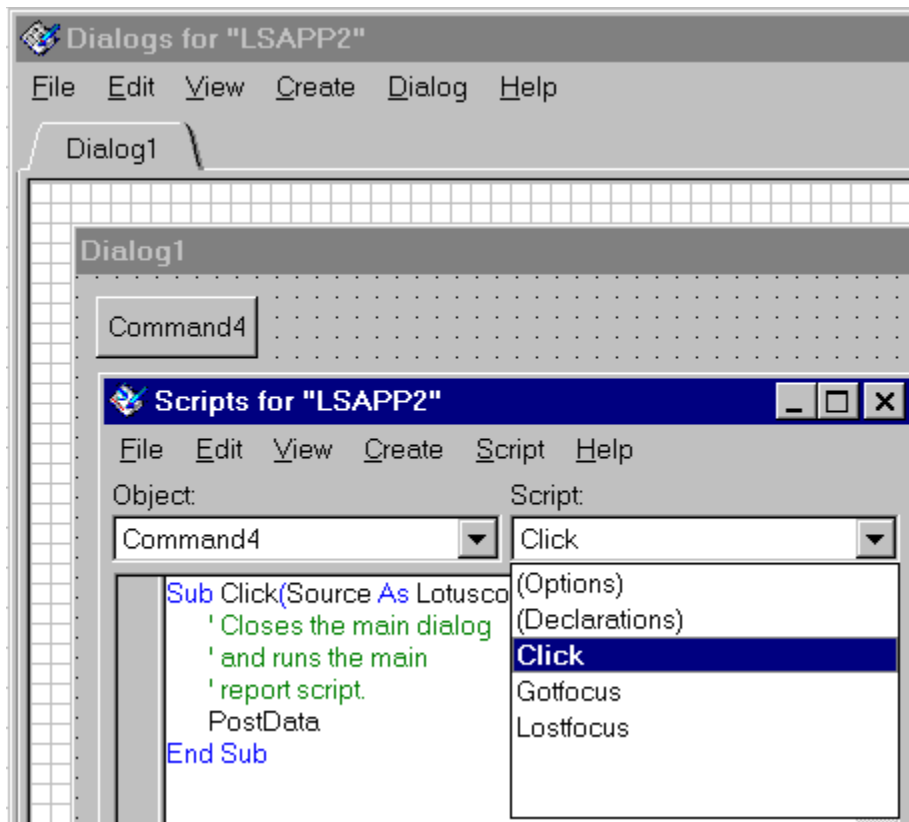 Dialogs for "LSAPP2"
File Edit View Create Dialog Help
Dialog1
Dialog1
Command4
Scripts for "LSAPP2"
File Edit View Create Script Help
Object: Script:
Command4 Click
Sub Click(Source As Lotusco
' Closes the main dialog
' and runs the main
' report script.
PostData
End Sub
(Options)
(Declarations)
Click
Gotfocus
Lostfocus